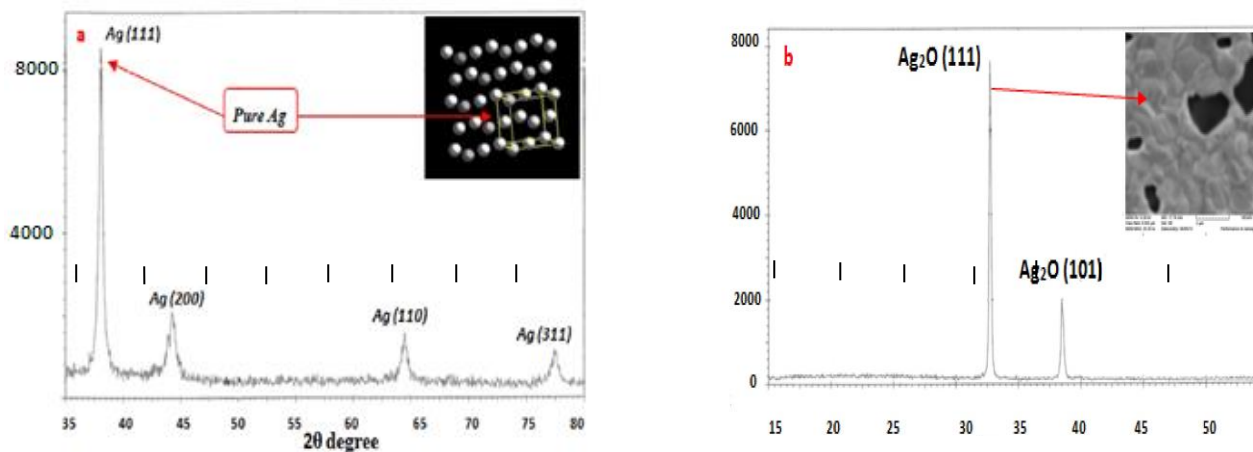 a
Ag (111)
8000
Pure Ag
4000
Ag (200)
Ag (110)
Ag (311)
35 40 45 50 55 60 65 70 75 80
2θ degree
b
8000
Ag₂O (111)
6000
4000
Ag₂O (101)
2000
0
15 20 25 30 35 40 45 50